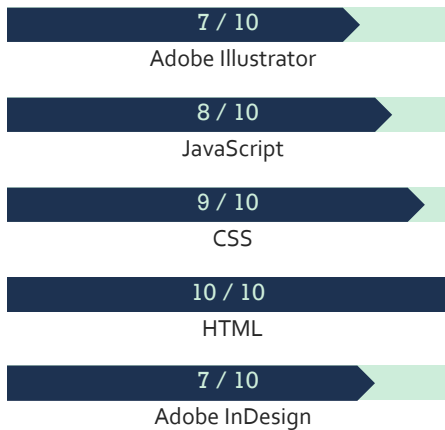 7 / 10
Adobe Illustrator
8 / 10
JavaScript
9 / 10
CSS
10 / 10
HTML
7 / 10
Adobe InDesign